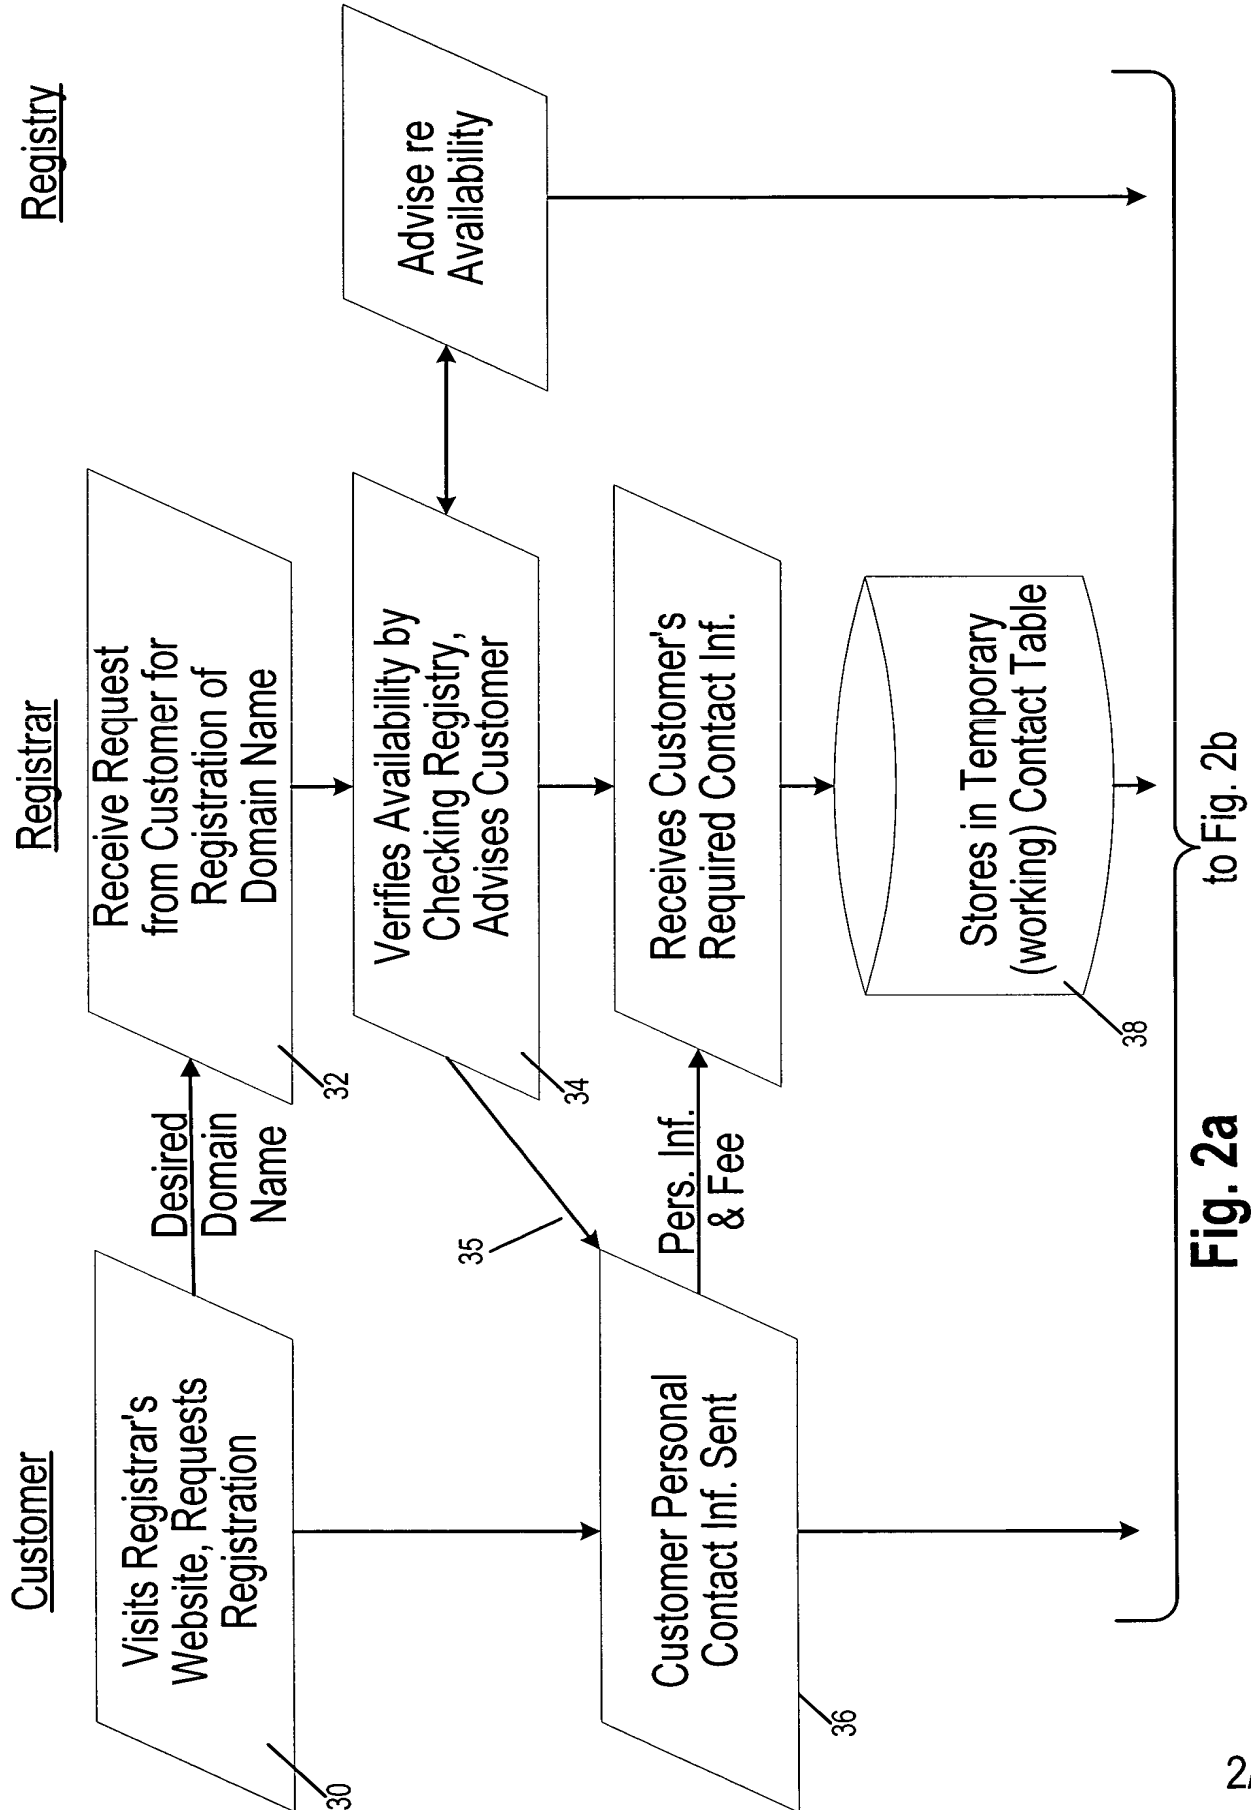 Customer
Registrar
Registry
Visits Registrar's
Website, Requests
Registration
30
Desired
Domain
Name
Receive Request
from Customer for
Registration of
Domain Name
32
Verifies Availability by
Checking Registry,
Advises Customer
34
Advise re
Availability
35
Customer Personal
Contact Inf. Sent
36
Pers. Inf.
& Fee
Receives Customer's
Required Contact Inf.
Stores in Temporary
(working) Contact Table
38
to Fig. 2b
Fig. 2a